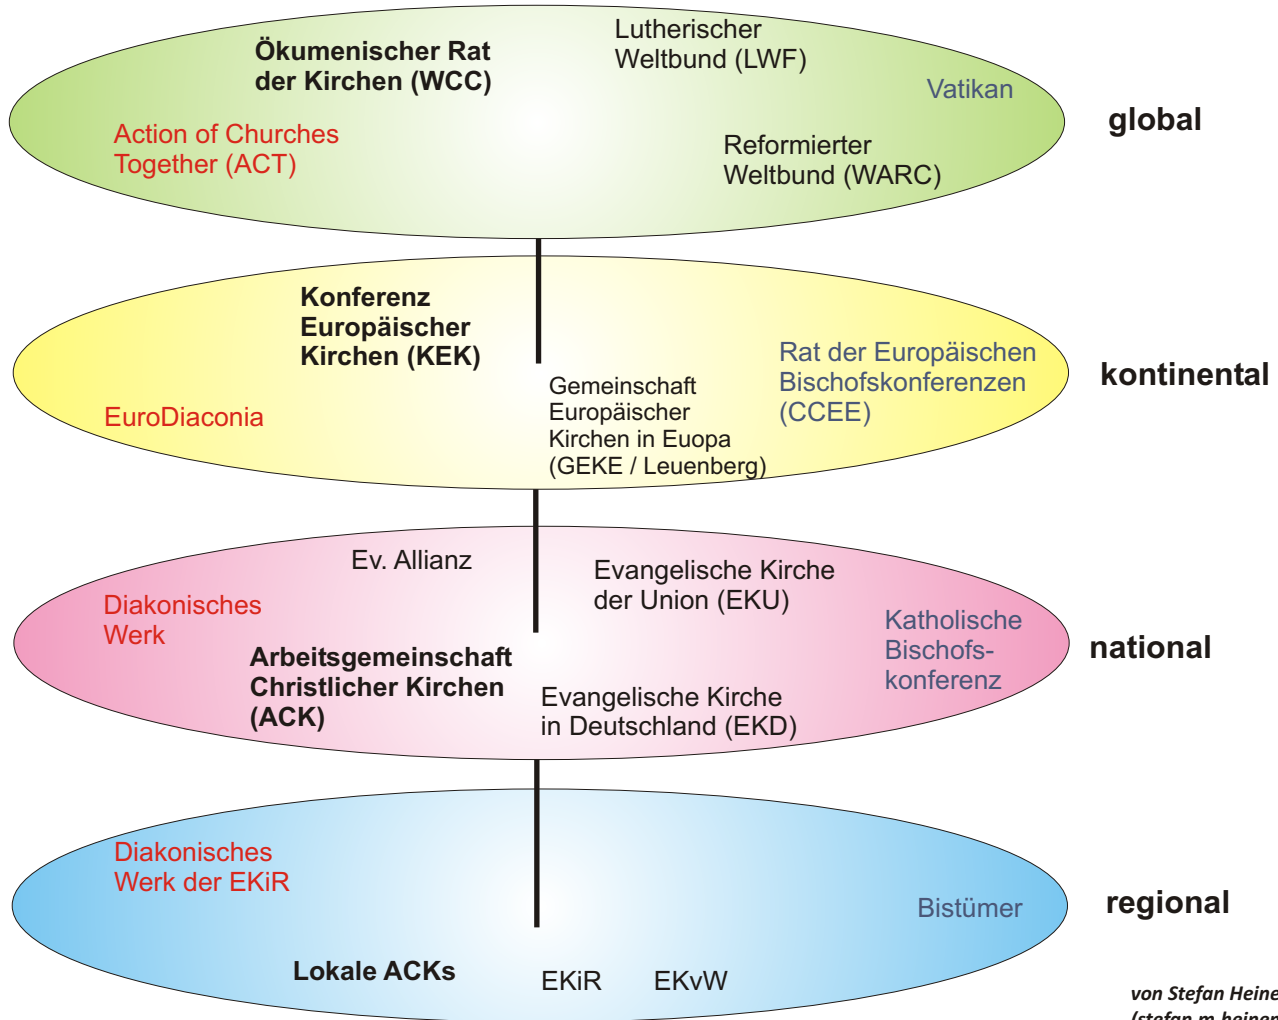 Ökumenischer Rat
der Kirchen (WCC)
Lutherischer
Weltbund (LWF)
Vatikan
global
Action of Churches
Together (ACT)
Reformierter
Weltbund (WARC)
Konferenz
Europäischer
Kirchen (KEK)
Rat der Europäischen
Bischofskonferenzen
(CCEE)
kontinental
EuroDiaconia
Gemeinschaft
Europäischer
Kirchen in Euopa
(GEKE / Leuenberg)
Ev. Allianz
Evangelische Kirche
der Union (EKU)
Diakonisches
Werk
Katholische
Bischofs-
konferenz
national
Arbeitsgemeinschaft
Christlicher Kirchen
(ACK)
Evangelische Kirche
in Deutschland (EKD)
Diakonisches
Werk der EKiR
Bistümer
regional
Lokale ACKs
EKiR
EKvW
von Stefan Heine
(stefan.m.heinen